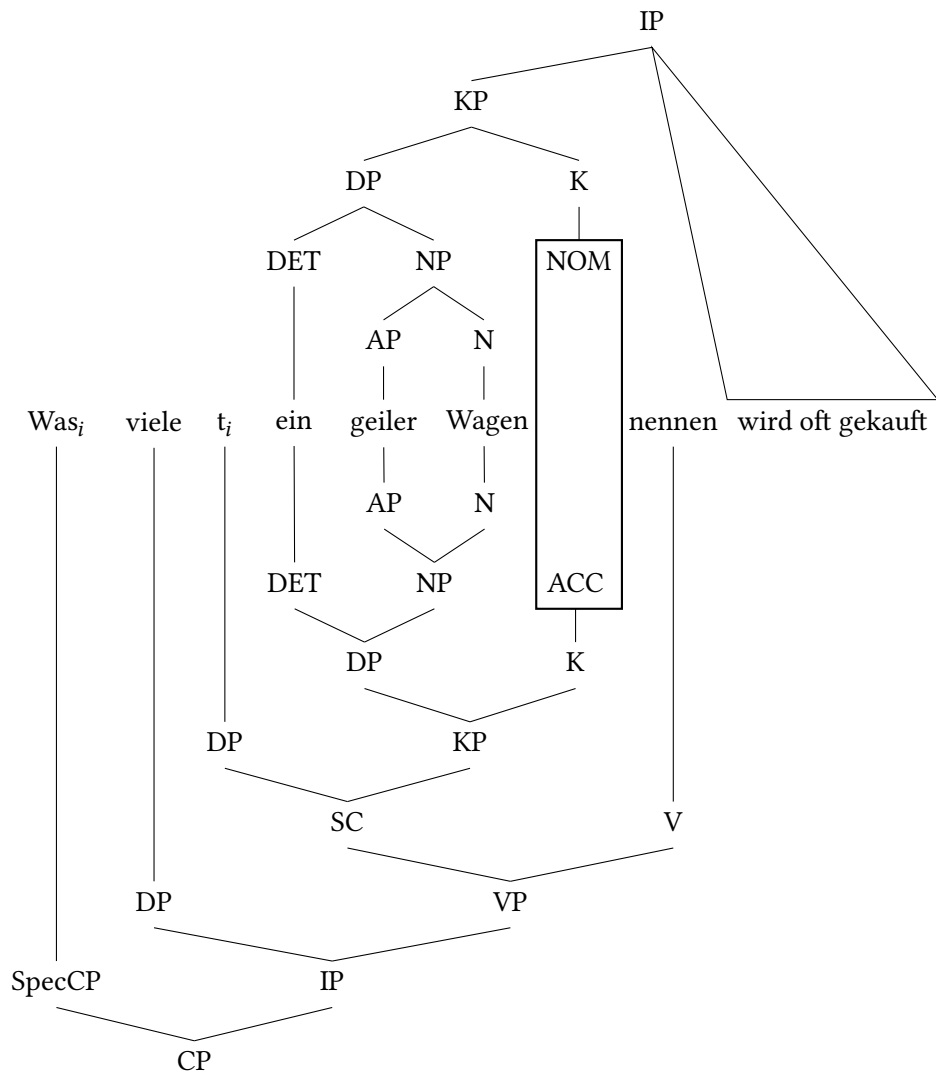 IP
KP
DP K
DET NP NOM
AP N
Wasᵢ viele tᵢ ein geiler Wagen nennen wird oft gekauft
AP N
DET NP ACC
DP K
DP KP
SC V
DP VP
SpecCP IP
CP